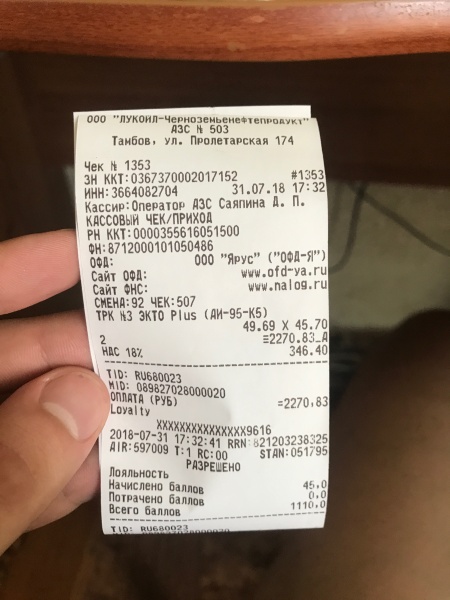 ООО "ЛУКОЙЛ-Черноземьенефтепродукт"
АЗС № 503
Тамбов, ул. Пролетарская 174
Чек № 1353
ЗН ККТ:0367370002017152 #1353
ИНН:3664082704 31.07.18 17:32
Кассир:Оператор АЗС Саяпина Д. П.
КАССОВЫЙ ЧЕК/ПРИХОД
РН ККТ:0000355616051500
ФН:8712000101050486
ОФД: ООО "Ярус" ("ОФД-Я")
Сайт ОФД: www.ofd-ya.ru
Сайт ФНС: www.nalog.ru
СМЕНА:92 ЧЕК:507
ТРК №3 ЭКТО Plus (АИ-95-К5)
49.69 X 45.70
2 =2270.83_А
НДС 18% 346.40
TID: RU680023
MID: 089827028000020
ОПЛАТА (РУБ) =2270,83
Loyalty
XXXXXXXXXXXXXXX9616
2018-07-31 17:32:41 RRN:821203238325
AIR:597009 T:1 RC:00 STAN:051795
РАЗРЕШЕНО
Лояльность
Начислено баллов 45,0
Потрачено баллов 0,0
Всего баллов 1110,0
TID: RU680023